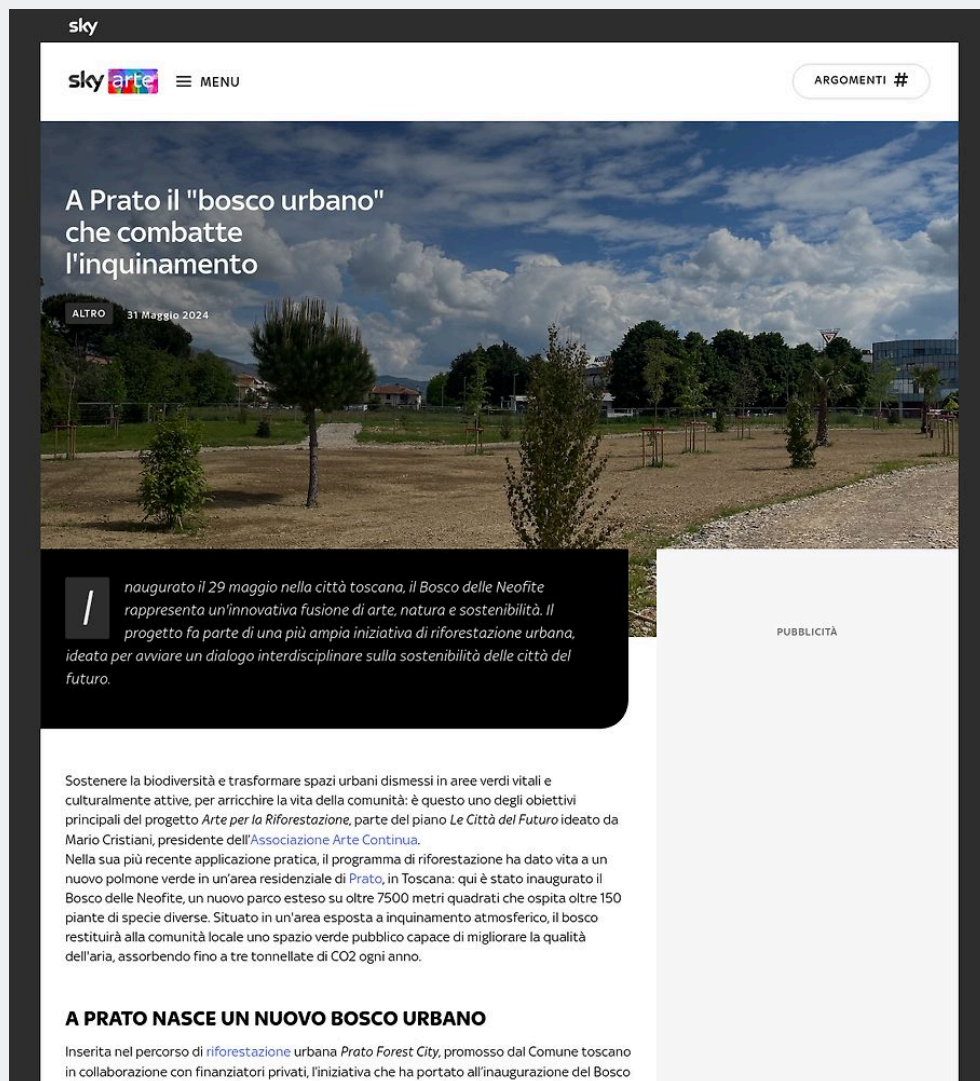 sky
sky arte
MENU
ARGOMENTI #
A Prato il "bosco urbano"
che combatte
l'inquinamento
ALTRO 31 Maggio 2024
Inaugurato il 29 maggio nella città toscana, il Bosco delle Neofite
rappresenta un'innovativa fusione di arte, natura e sostenibilità. Il
progetto fa parte di una più ampia iniziativa di riforestazione urbana,
ideata per avviare un dialogo interdisciplinare sulla sostenibilità delle città del
futuro.
PUBBLICITÀ
Sostenere la biodiversità e trasformare spazi urbani dismessi in aree verdi vitali e
culturalmente attive, per arricchire la vita della comunità: è questo uno degli obiettivi
principali del progetto Arte per la Riforestazione, parte del piano Le Città del Futuro ideato da
Mario Cristiani, presidente dell'Associazione Arte Continua.
Nella sua più recente applicazione pratica, il programma di riforestazione ha dato vita a un
nuovo polmone verde in un'area residenziale di Prato, in Toscana: qui è stato inaugurato il
Bosco delle Neofite, un nuovo parco esteso su oltre 7500 metri quadrati che ospita oltre 150
piante di specie diverse. Situato in un'area esposta a inquinamento atmosferico, il bosco
restituirà alla comunità locale uno spazio verde pubblico capace di migliorare la qualità
dell'aria, assorbendo fino a tre tonnellate di CO2 ogni anno.
A PRATO NASCE UN NUOVO BOSCO URBANO
Inserita nel percorso di riforestazione urbana Prato Forest City, promosso dal Comune toscano
in collaborazione con finanziatori privati, l'iniziativa che ha portato all'inaugurazione del Bosco